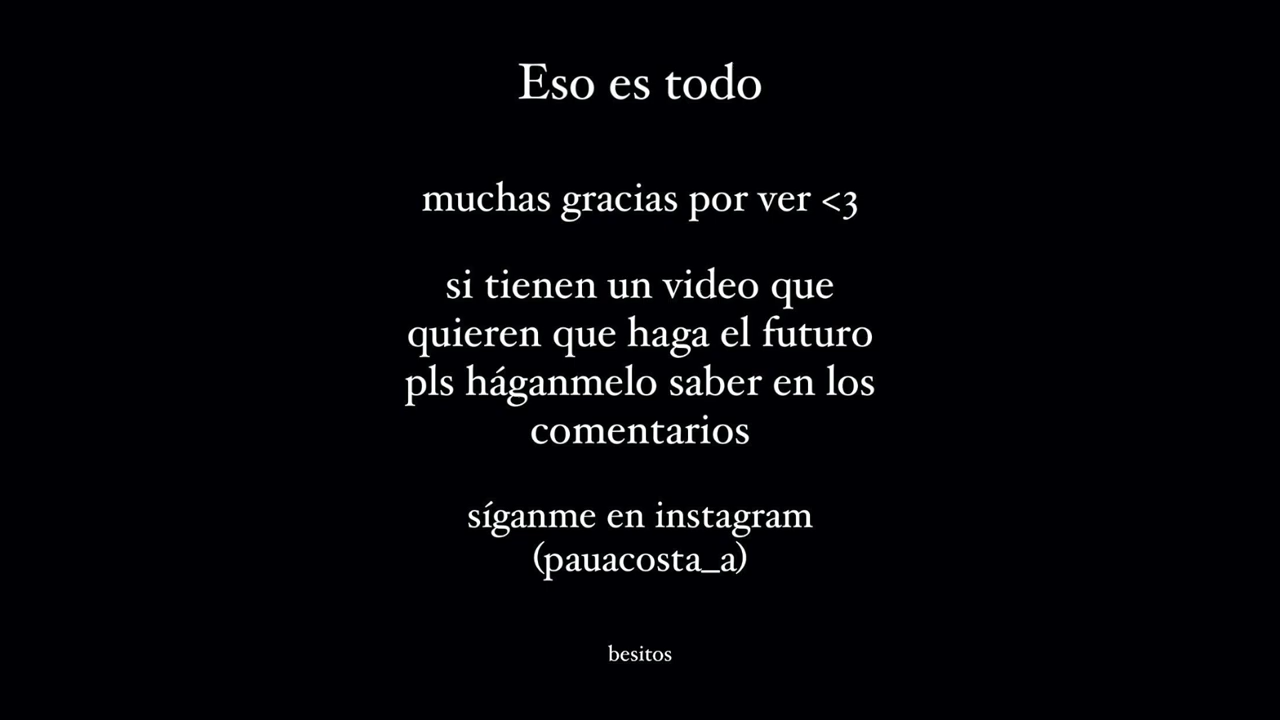 Eso es todo
muchas gracias por ver <3
si tienen un video que
quieren que haga el futuro
pls háganmelo saber en los
comentarios
síganme en instagram
(pauacosta_a)
besitos